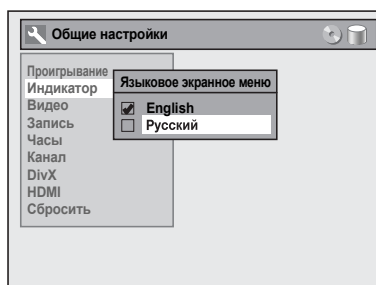 Общие настройки
Проигрывание
Индикатор
Видео
Запись
Часы
Канал
DivX
HDMI
Сбросить
Языковое экранное меню
English
Русский